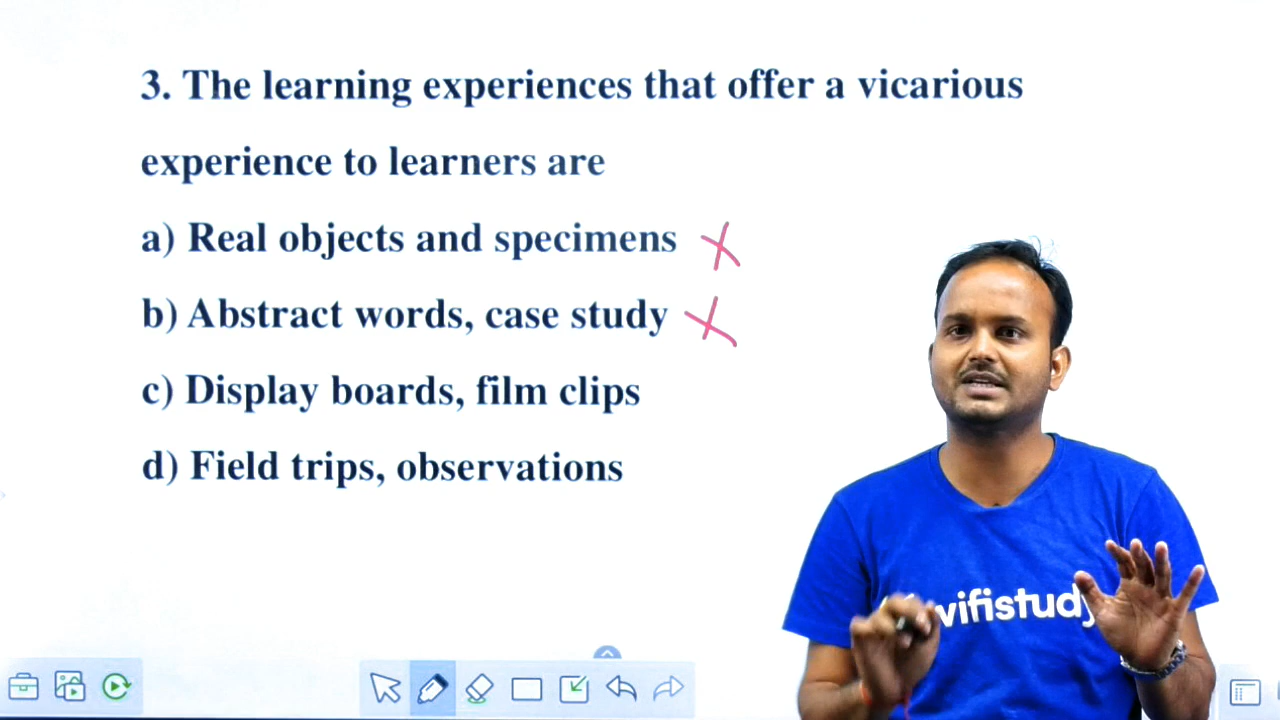 3. The learning experiences that offer a vicarious
experience to learners are
a) Real objects and specimens
b) Abstract words, case study
c) Display boards, film clips
d) Field trips, observations
wifistudy